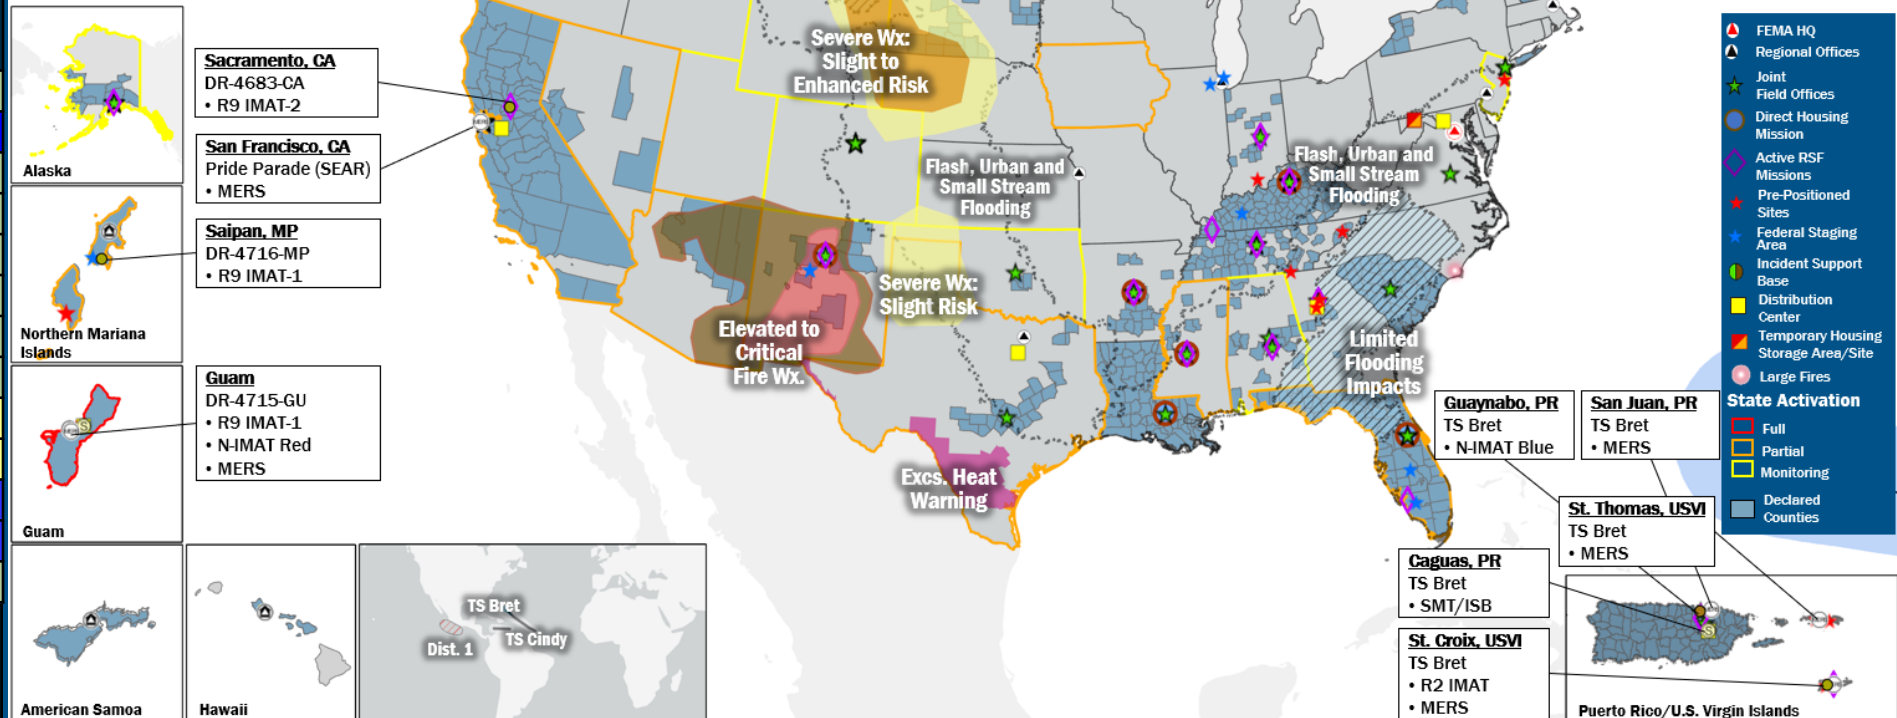 Alaska
Northern Mariana
Islands
Guam
American Samoa
Hawaii
Sacramento, CA
DR-4683-CA
• R9 IMAT-2
San Francisco, CA
Pride Parade (SEAR)
• MERS
Saipan, MP
DR-4716-MP
• R9 IMAT-1
Guam
DR-4715-GU
• R9 IMAT-1
• N-IMAT Red
• MERS
TS Bret
TS Cindy
Dist. 1
Severe Wx:
Slight to
Enhanced Risk
Flash, Urban and
Small Stream
Flooding
Severe Wx:
Slight Risk
Elevated to
Critical
Fire Wx.
Excs. Heat
Warning
Flash, Urban and
Small Stream
Flooding
Limited
Flooding
Impacts
Guaynabo, PR
TS Bret
• N-IMAT Blue
San Juan, PR
TS Bret
• MERS
St. Thomas, USVI
TS Bret
• MERS
Caguas, PR
TS Bret
• SMT/ISB
St. Croix, USVI
TS Bret
• R2 IMAT
• MERS
S
S
Puerto Rico/U.S. Virgin Islands
FEMA HQ
Regional Offices
Joint
Field Offices
Direct Housing
Mission
Active RSF
Missions
Pre-Positioned
Sites
Federal Staging
Area
Incident Support
Base
Distribution
Center
Temporary Housing
Storage Area/Site
Large Fires
State Activation
Full
Partial
Monitoring
Declared
Counties